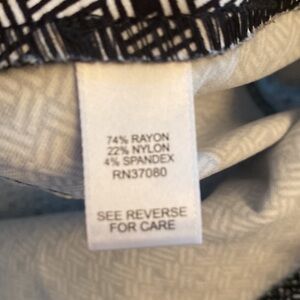 74% RAYON
22% NYLON
4% SPANDEX
RN37080
SEE REVERSE
FOR CARE